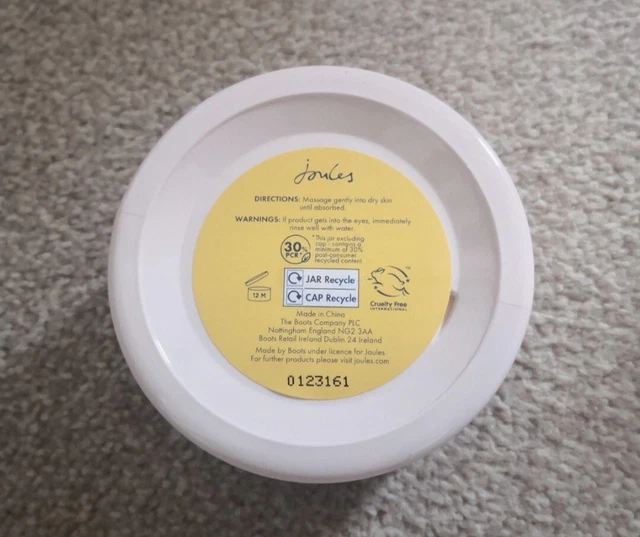 joules
DIRECTIONS: Massage gently into dry skin
until absorbed.
WARNINGS: If product gets into the eyes, immediately
rinse well with water.
30%
PCR*
*This jar excluding
cap - contains a
minimum of 30%
post-consumer
recycled content
12 M
JAR Recycle
CAP Recycle
TM
Cruelty Free
INTERNATIONAL
Made in China
The Boots Company PLC
Nottingham England NG2 3AA
Boots Retail Ireland Dublin 24 Ireland
Made by Boots under licence for Joules
For further products please visit joules.com
0123161